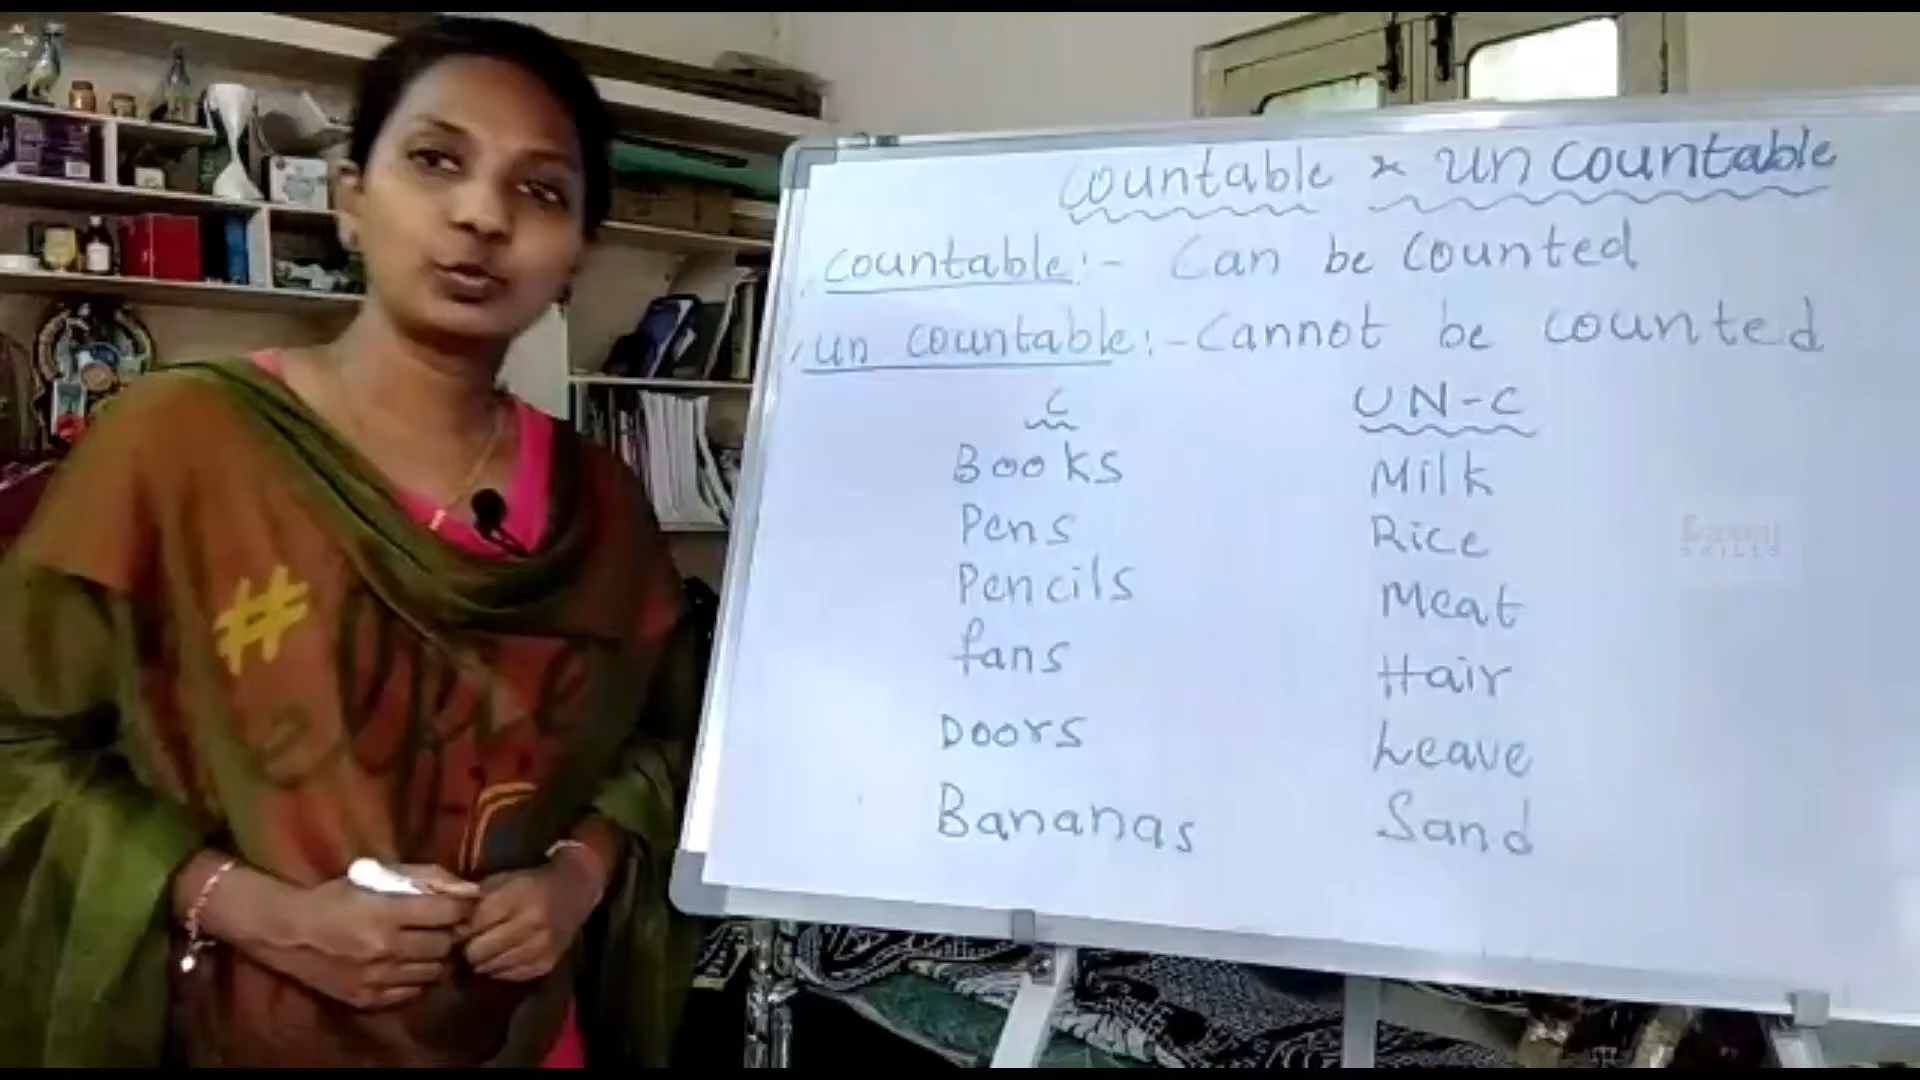 Countable × un countable
Countable :- Can be Counted
un countable :- Cannot be counted
C UN-C
Books Milk
Pens Rice
Pencils Meat
fans Hair
Doors Leave
Bananas Sand
#
SKILLS